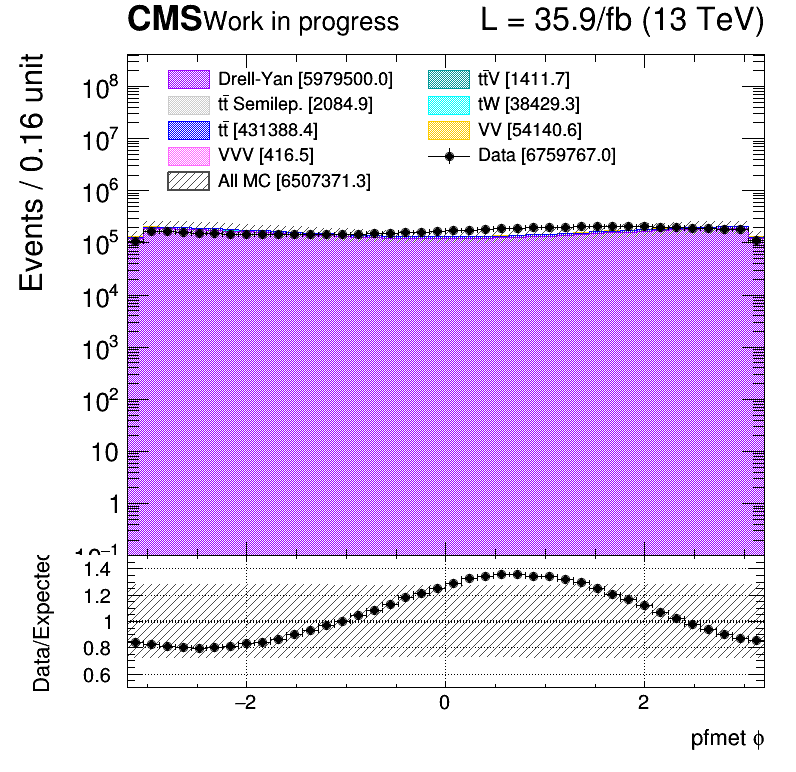 CMS Work in progress L = 35.9/fb (13 TeV)
Events / 0.16 unit
Drell-Yan [5979500.0]
tt̄ Semilep. [2084.9]
tt̄ [431388.4]
VVV [416.5]
All MC [6507371.3]
tt̄V [1411.7]
tW [38429.3]
VV [54140.6]
Data [6759767.0]
10⁸
10⁷
10⁶
10⁵
10⁴
10³
10²
10
1
10⁻¹
Data/Expected
1.4
1.2
1
0.8
0.6
−2 0 2
pfmet ϕ